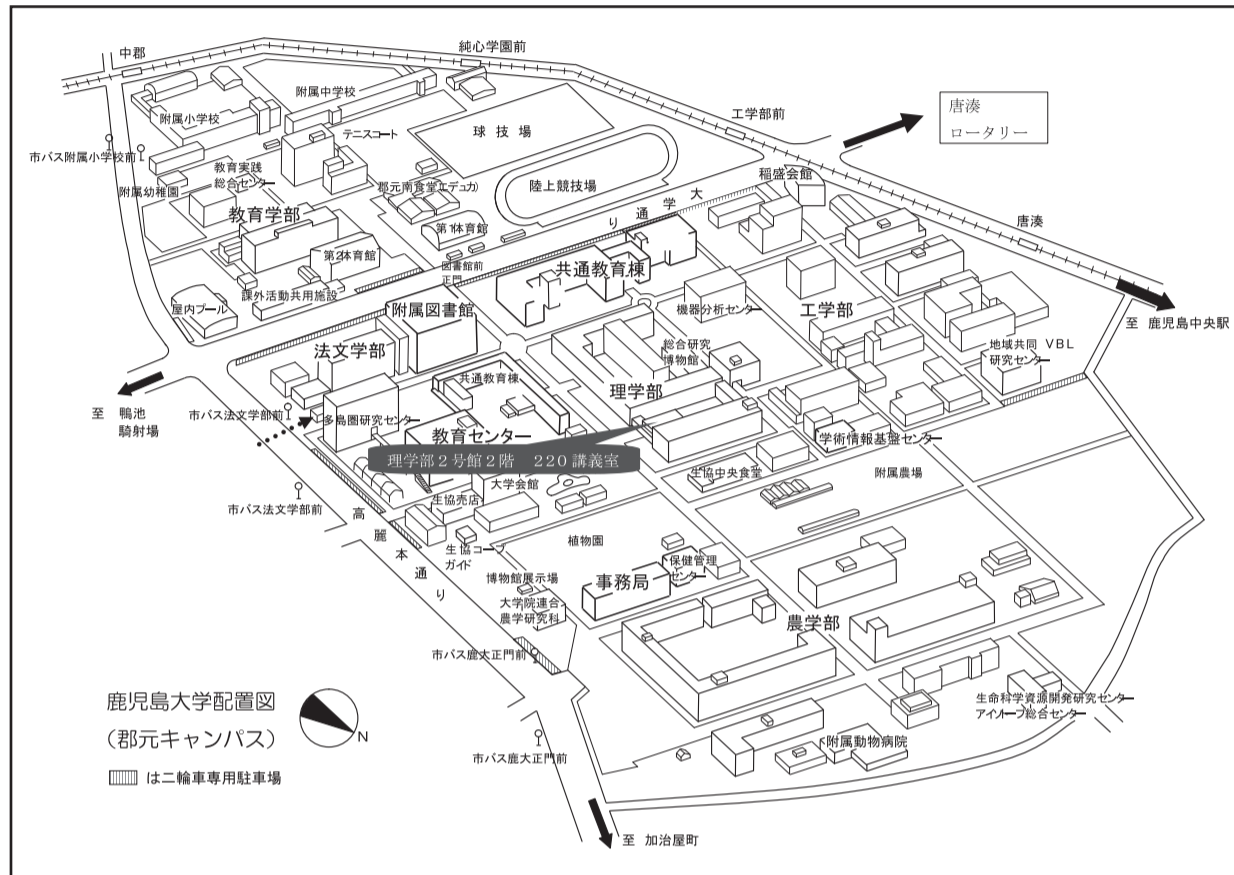 中郡
純心学園前
附属中学校
附属小学校
工学部前
唐湊
ロータリー
市バス附属小学校前
テニスコート
球技場
教育実践
総合センター
附属幼稚園
郡元南食堂(エデュカ)
陸上競技場
稲盛会館
教育学部
第1体育館
大学通り
唐湊
第2体育館
図書館前
正門
共通教育棟
課外活動共用施設
屋内プール
附属図書館
機器分析センター
工学部
至 鹿児島中央駅
法文学部
総合研究
博物館
地域共同 VBL
研究センター
共通教育棟
理学部
至 鴨池
騎射場
市バス法文学部前
多島圏研究センター
教育センター
学術情報基盤センター
理学部2号館2階 220講義室
生協中央食堂
附属農場
大学会館
市バス法文学部前
生協売店
高麗本通り
生協コープ
ガイド
植物園
保健管理
センター
博物館展示場
事務局
大学院連合
農学研究科
農学部
市バス鹿大正門前
鹿児島大学配置図
(郡元キャンパス)
N
生命科学資源開発研究センター
アイソトープ総合センター
市バス鹿大正門前
附属動物病院
は二輪車専用駐車場
至 加治屋町